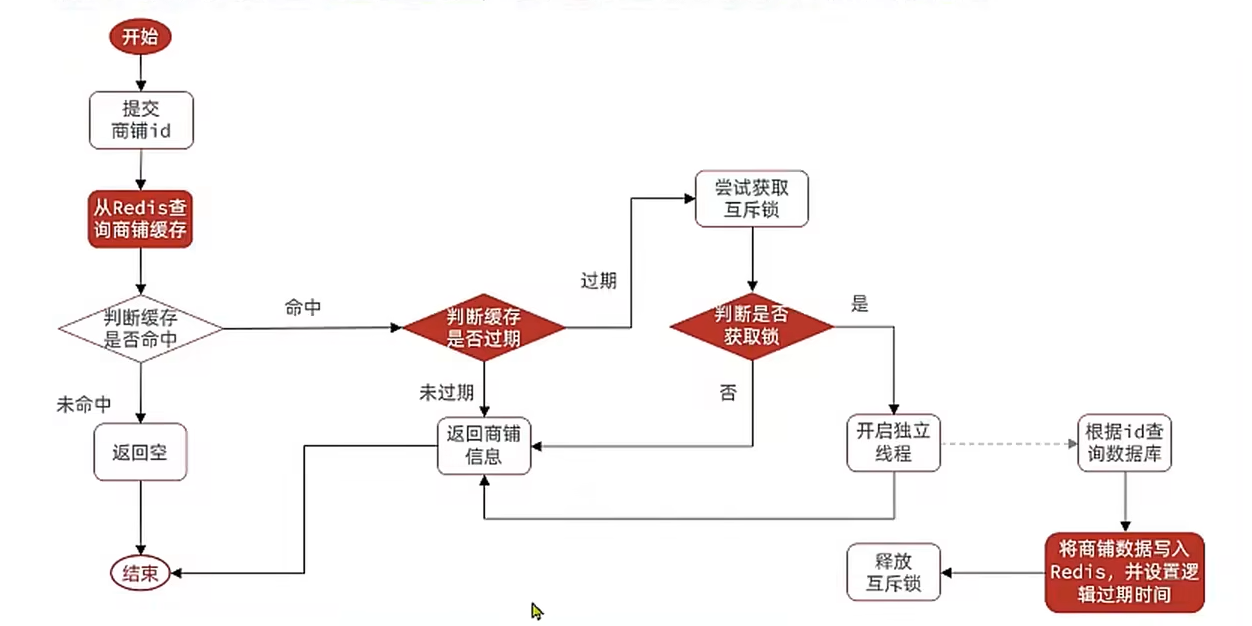 开始
提交
商铺id
从Redis查
询商铺缓存
判断缓存
是否命中
命中
未命中
返回空
结束
判断缓存
是否过期
过期
未过期
返回商铺
信息
尝试获取
互斥锁
判断是否
获取锁
是
否
开启独立
线程
根据id查
询数据库
将商铺数据写入
Redis，并设置逻
辑过期时间
释放
互斥锁